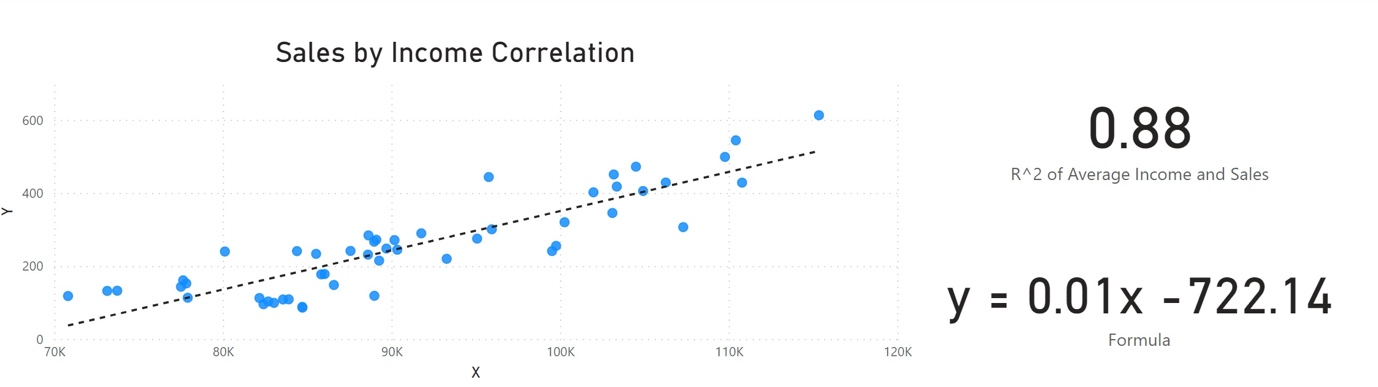 Sales by Income Correlation
Y
600
400
200
0
70K 80K 90K 100K 110K 120K
X
0.88
R^2 of Average Income and Sales
y = 0.01x -722.14
Formula